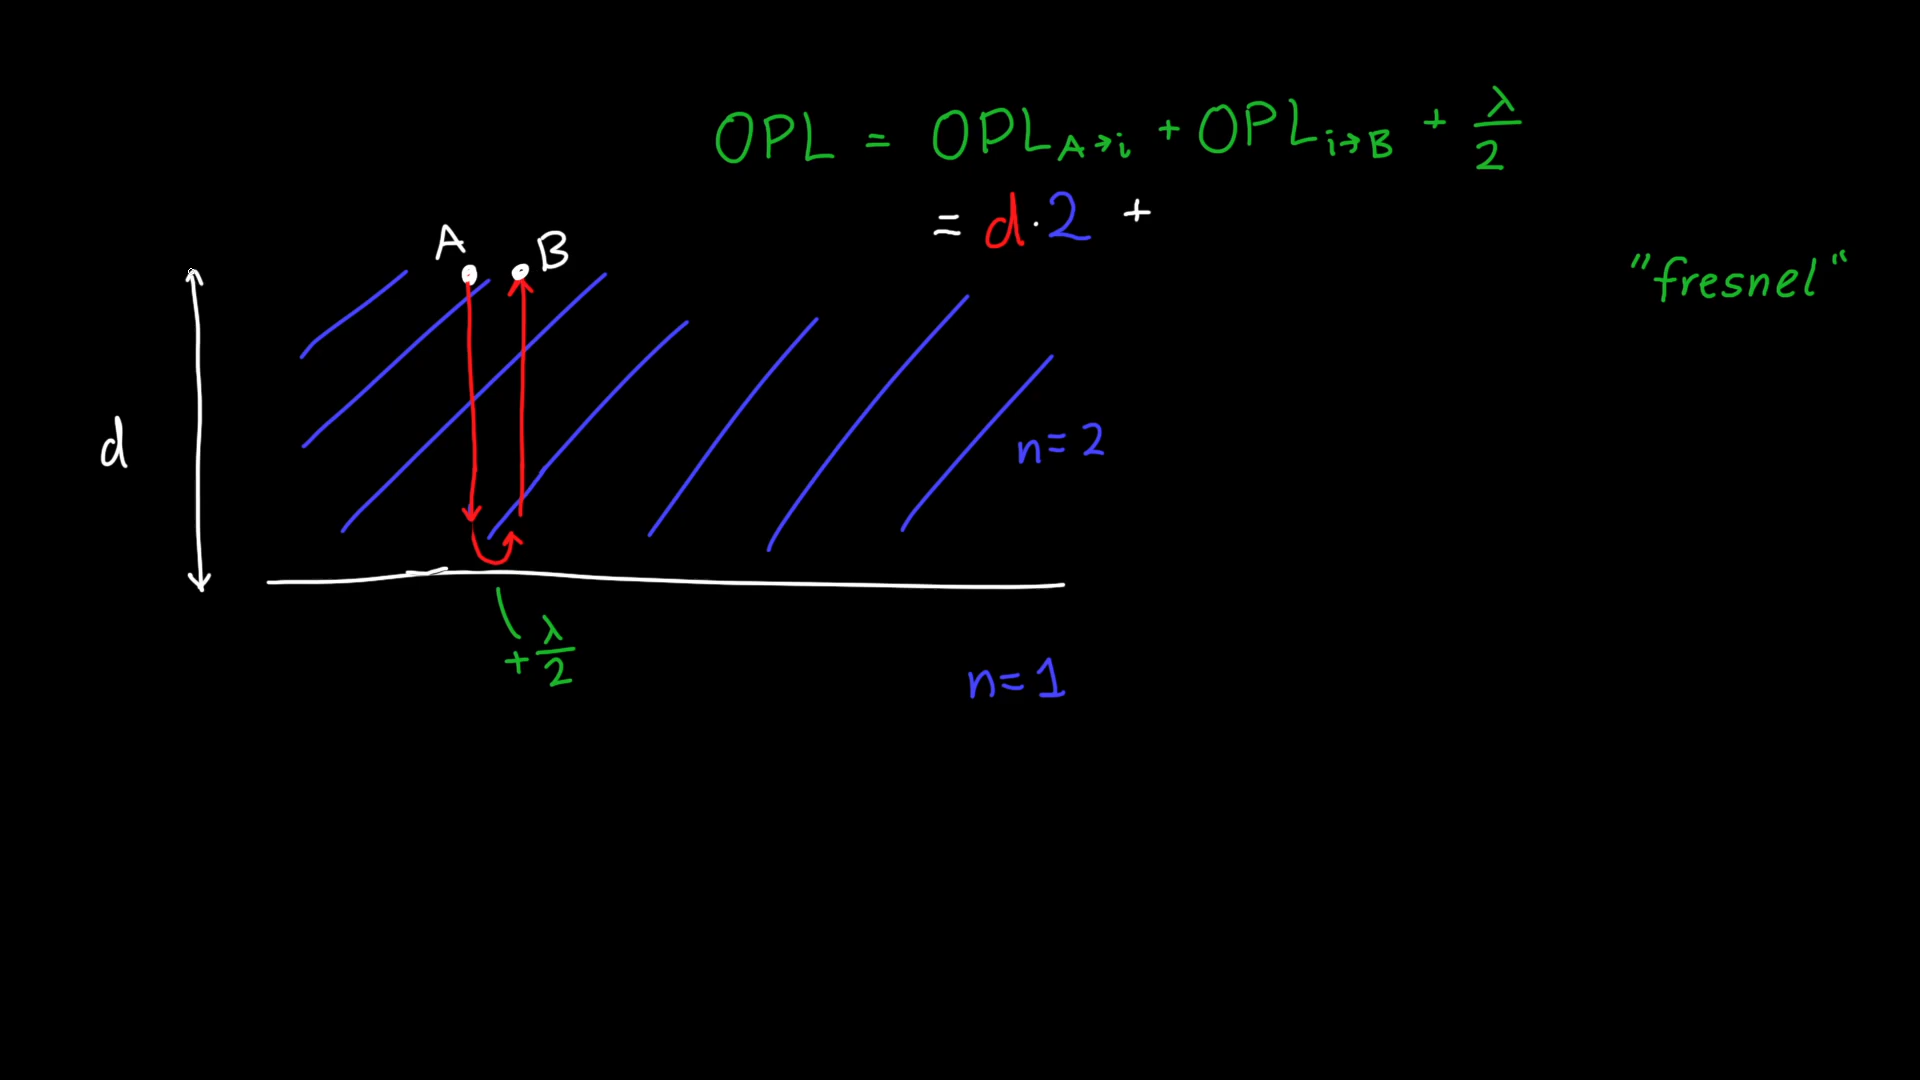 OPL = OPL_{A→i} + OPL_{i→B} + λ/2
= d·2 +
"fresnel"
A B
d
n=2
+λ/2
n=1